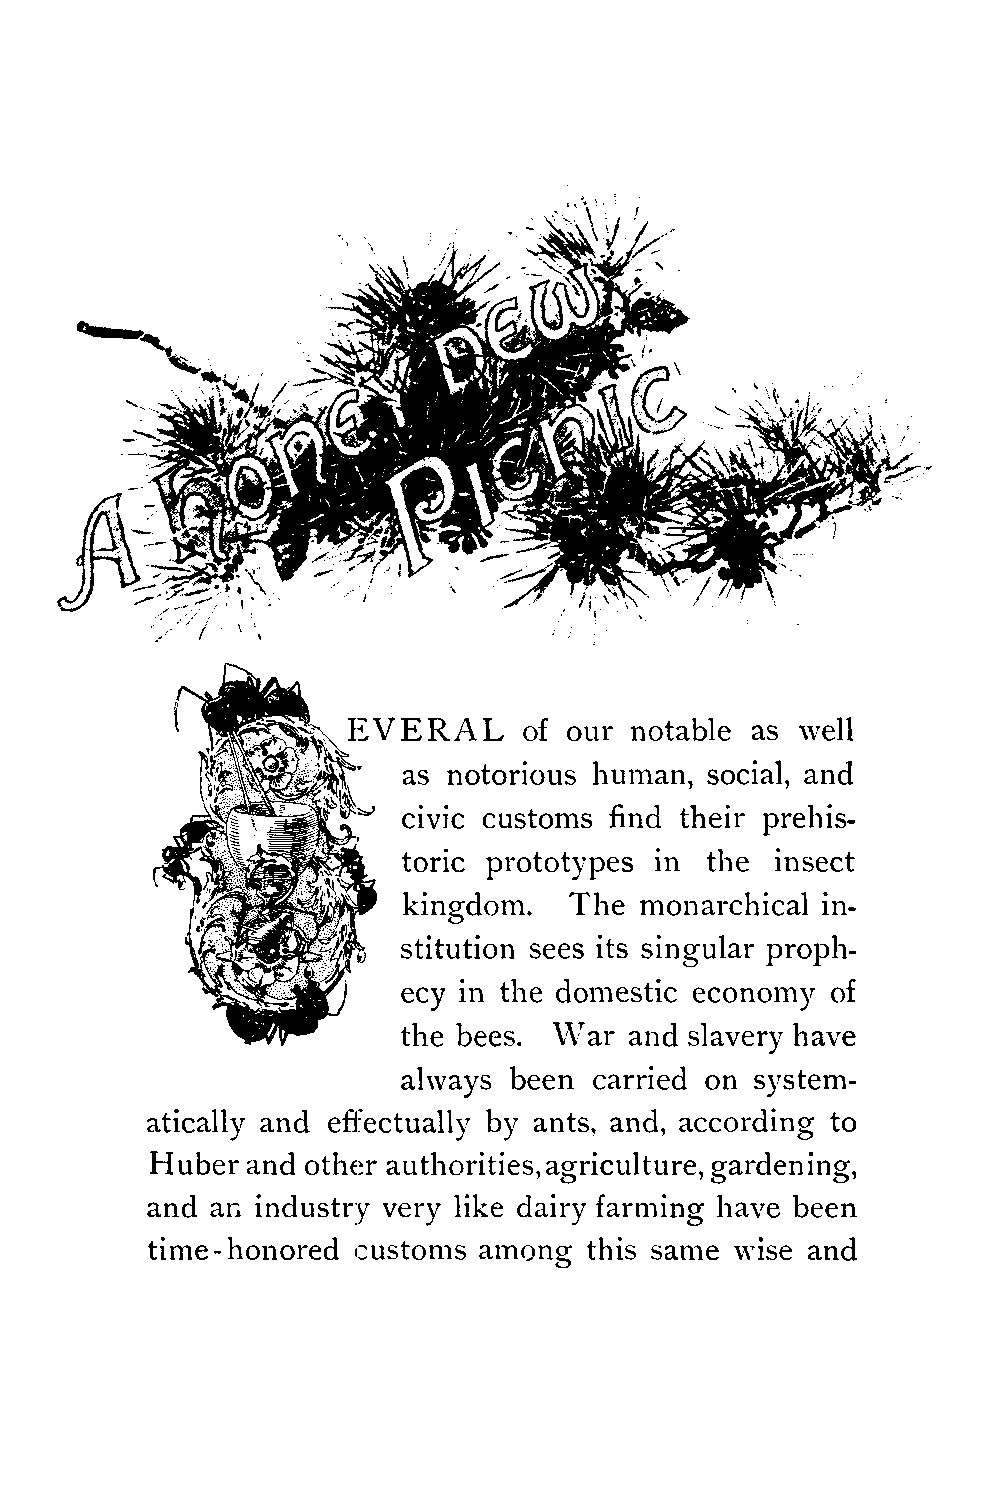 A Honey Dew
Picnic
SEVERAL of our notable as well
as notorious human, social, and
civic customs find their prehis-
toric prototypes in the insect
kingdom. The monarchical in-
stitution sees its singular proph-
ecy in the domestic economy of
the bees. War and slavery have
always been carried on system-
atically and effectually by ants, and, according to
Huber and other authorities, agriculture, gardening,
and an industry very like dairy farming have been
time-honored customs among this same wise and